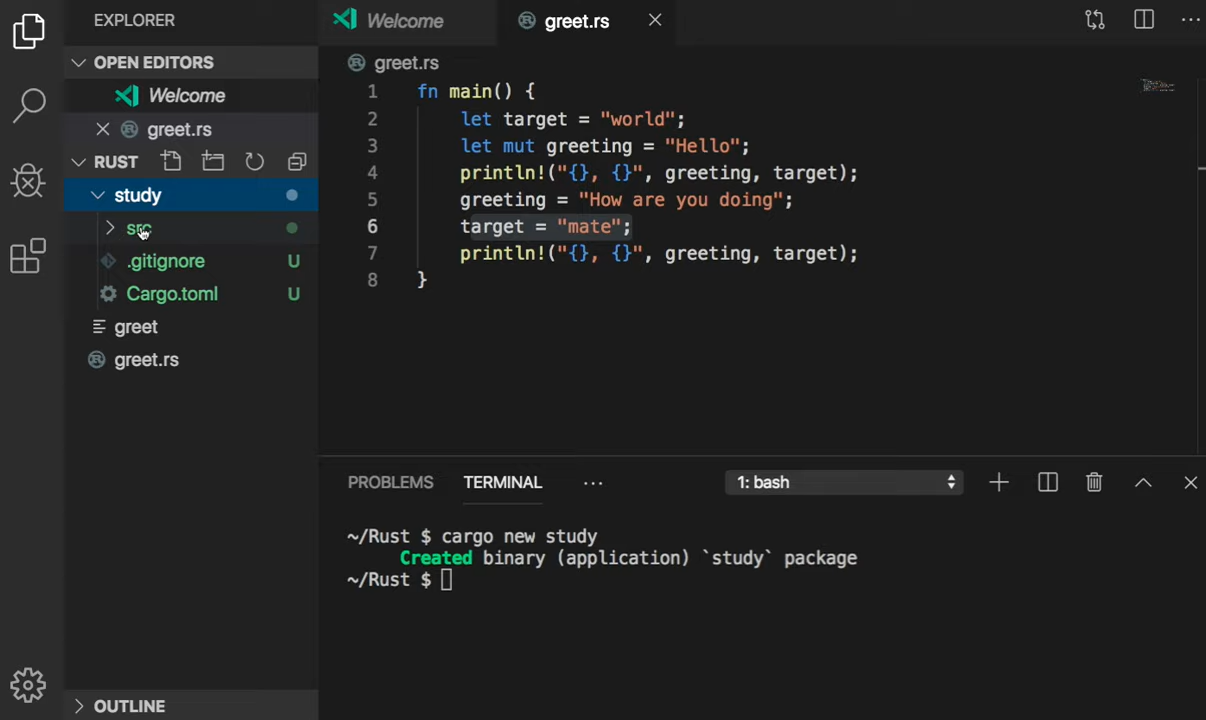 EXPLORER
Welcome
greet.rs
OPEN EDITORS
Welcome
greet.rs
RUST
study
src
.gitignore U
Cargo.toml U
greet
greet.rs
OUTLINE
greet.rs
1 fn main() {
2 let target = "world";
3 let mut greeting = "Hello";
4 println!("{}, {}", greeting, target);
5 greeting = "How are you doing";
6 target = "mate";
7 println!("{}, {}", greeting, target);
8 }
PROBLEMS TERMINAL ... 1: bash
~/Rust $ cargo new study
Created binary (application) `study` package
~/Rust $